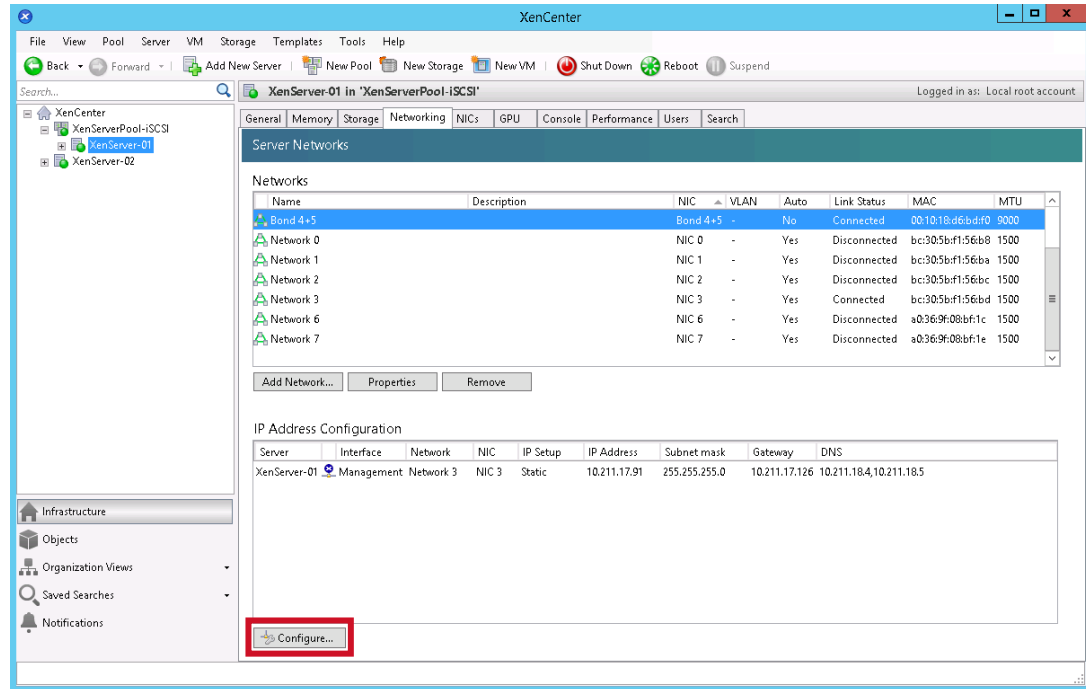 XenCenter
File View Pool Server VM Storage Templates Tools Help
Back Forward Add New Server New Pool New Storage New VM Shut Down Reboot Suspend
Search...
XenServer-01 in 'XenServerPool-iSCSI' Logged in as: Local root account
XenCenter
XenServerPool-iSCSI
XenServer-01
XenServer-02
General Memory Storage Networking NICs GPU Console Performance Users Search
Server Networks
Networks
Name Description NIC VLAN Auto Link Status MAC MTU
Bond 4+5 Bond 4+5 - No Connected 00:10:18:d6:bd:f0 9000
Network 0 NIC 0 - Yes Disconnected bc:30:5b:f1:56:b8 1500
Network 1 NIC 1 - Yes Disconnected bc:30:5b:f1:56:ba 1500
Network 2 NIC 2 - Yes Disconnected bc:30:5b:f1:56:bc 1500
Network 3 NIC 3 - Yes Connected bc:30:5b:f1:56:bd 1500
Network 6 NIC 6 - Yes Disconnected a0:36:9f:08:bf:1c 1500
Network 7 NIC 7 - Yes Disconnected a0:36:9f:08:bf:1e 1500
Add Network... Properties Remove
IP Address Configuration
Server Interface Network NIC IP Setup IP Address Subnet mask Gateway DNS
XenServer-01 Management Network 3 NIC 3 Static 10.211.17.91 255.255.255.0 10.211.17.126 10.211.18.4,10.211.18.5
Configure...
Infrastructure
Objects
Organization Views
Saved Searches
Notifications